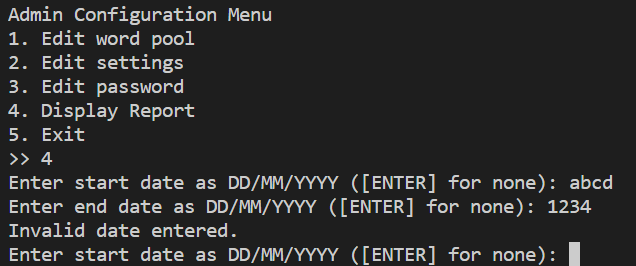 Admin Configuration Menu
1. Edit word pool
2. Edit settings
3. Edit password
4. Display Report
5. Exit
>> 4
Enter start date as DD/MM/YYYY ([ENTER] for none): abcd
Enter end date as DD/MM/YYYY ([ENTER] for none): 1234
Invalid date entered.
Enter start date as DD/MM/YYYY ([ENTER] for none):